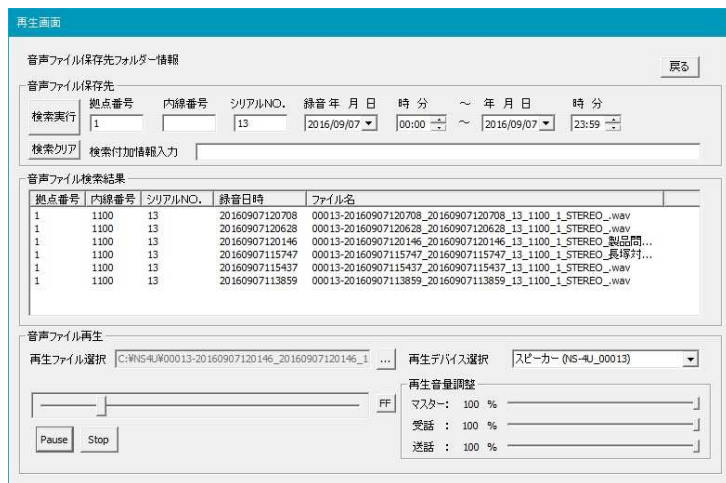 再生画面
音声ファイル保存先フォルダー情報
戻る
音声ファイル保存先
検索実行
拠点番号 内線番号 シリアルNO. 録音 年 月 日 時 分 ～ 年 月 日 時 分
1 13 2016/09/07 00:00 ～ 2016/09/07 23:59
検索クリア 検索付加情報入力
音声ファイル検索結果
拠点番号 内線番号 シリアルNO. 録音日時 ファイル名
1 1100 13 20160907120708 00013-20160907120708_20160907120708_13_1100_1_STEREO_.wav
1 1100 13 20160907120628 00013-20160907120628_20160907120628_13_1100_1_STEREO_.wav
1 1100 13 20160907120146 00013-20160907120146_20160907120146_13_1100_1_STEREO_製品問...
1 1100 13 20160907115747 00013-20160907115747_20160907115747_13_1100_1_STEREO_長塚対...
1 1100 13 20160907115437 00013-20160907115437_20160907115437_13_1100_1_STEREO_.wav
1 1100 13 20160907113859 00013-20160907113859_20160907113859_13_1100_1_STEREO_.wav
音声ファイル再生
再生ファイル選択 C:¥NS4U¥00013-20160907120146_20160907120146_1 ... 再生デバイス選択 スピーカー (NS-4U_00013)
FF
Pause Stop
再生音量調整
マスター: 100 %
受話 : 100 %
送話 : 100 %